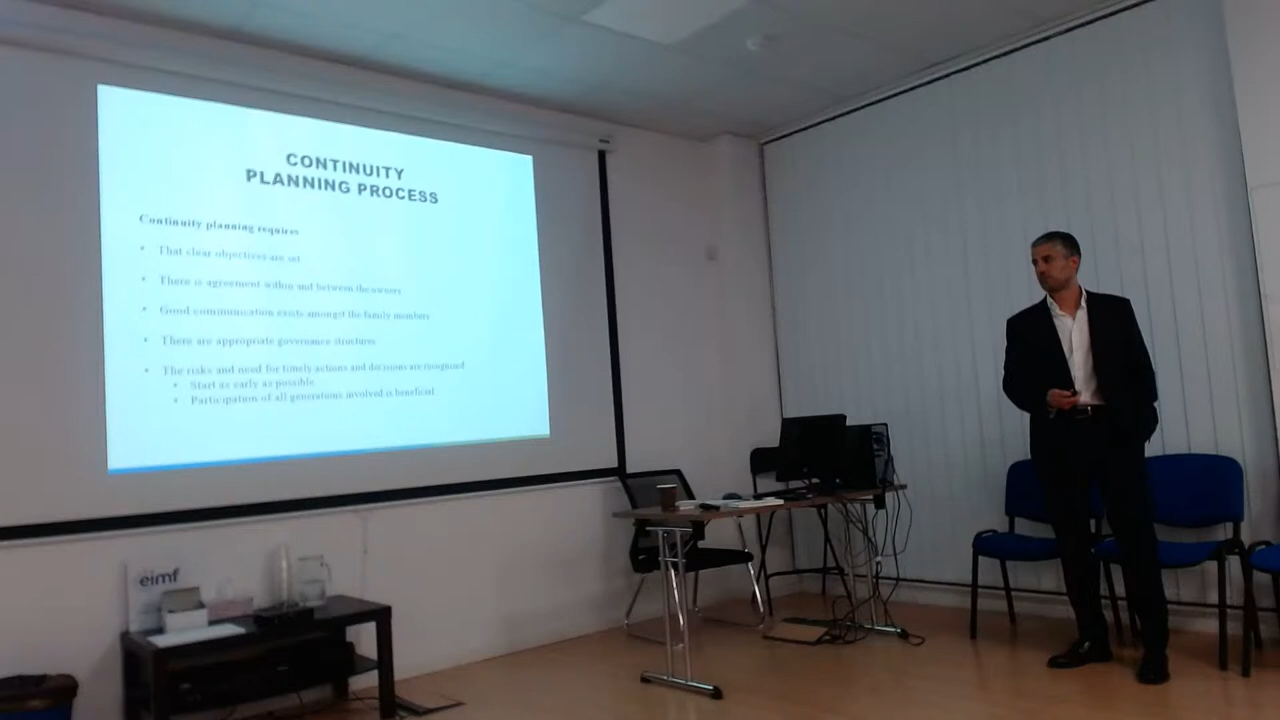 CONTINUITY
PLANNING PROCESS
Continuity planning requires
• That clear objectives are set
• There is agreement within and between the owners
• Good communication exists amongst the family members
• There are appropriate governance structures
• The risks and need for timely actions and decisions are recognized
• Start as early as possible
• Participation of all generations involved is beneficial
eimf